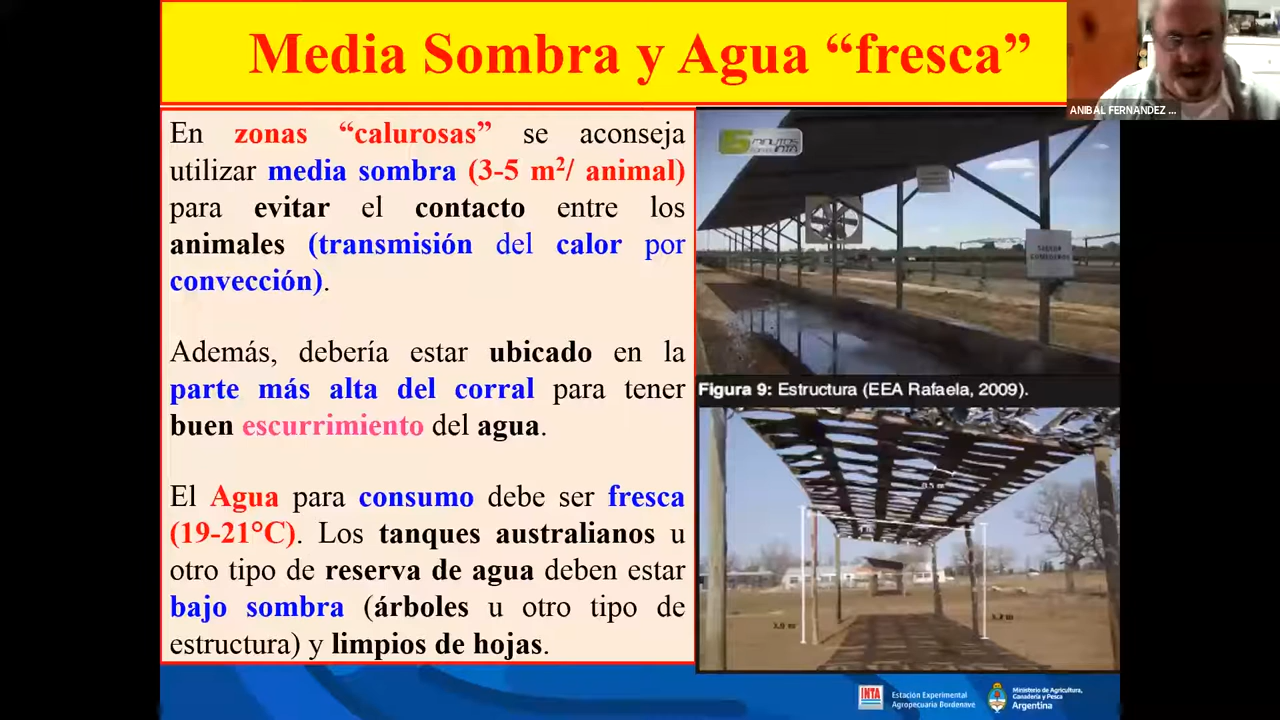 Media Sombra y Agua “fresca”
ANIBAL FERNANDEZ ...
En zonas “calurosas” se aconseja
utilizar media sombra (3-5 m²/ animal)
para evitar el contacto entre los
animales (transmisión del calor por
convección).
Además, debería estar ubicado en la
parte más alta del corral para tener
buen escurrimiento del agua.
El Agua para consumo debe ser fresca
(19-21°C). Los tanques australianos u
otro tipo de reserva de agua deben estar
bajo sombra (árboles u otro tipo de
estructura) y limpios de hojas.
5 MINUTOS
INTA
Figura 9: Estructura (EEA Rafaela, 2009).
INTA
Estación Experimental
Agropecuaria Bordenave
Ministerio de Agricultura,
Ganadería y Pesca
Argentina